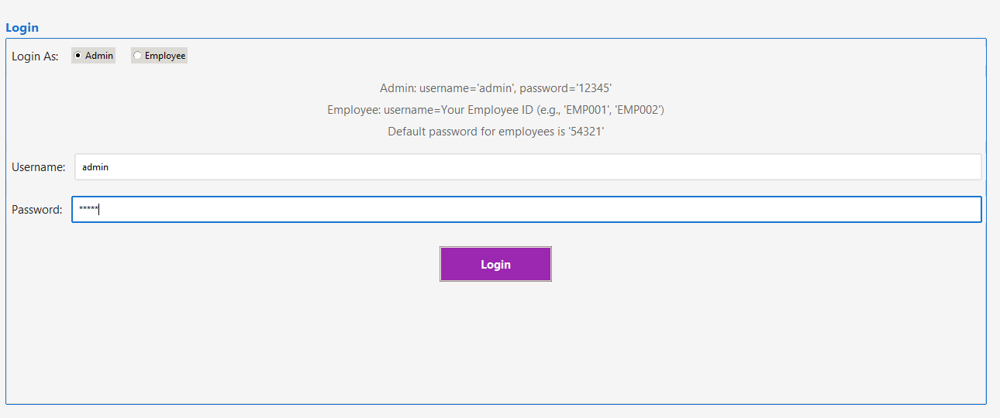 Login
Login As: Admin Employee
Admin: username='admin', password='12345'
Employee: username=Your Employee ID (e.g., 'EMP001', 'EMP002')
Default password for employees is '54321'
Username: admin
Password: *****
Login